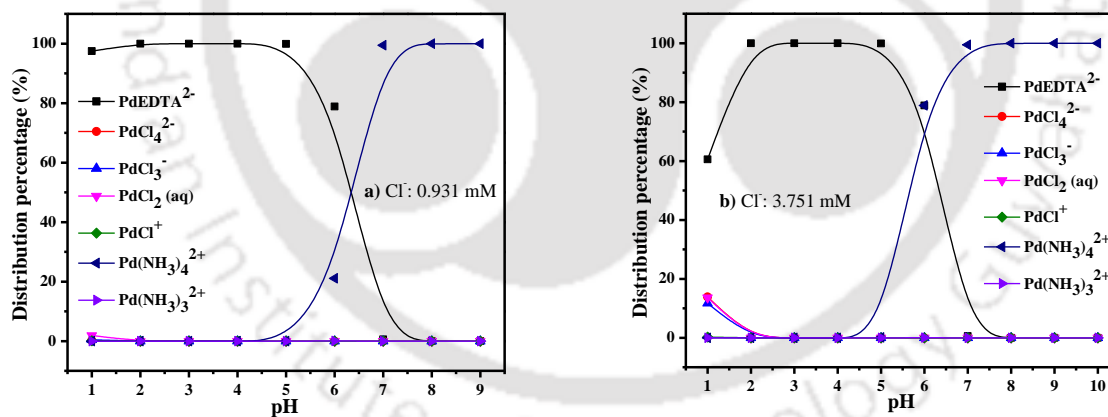 Distribution percentage (%)
100
80
60
40
20
0
PdEDTA²⁻
PdCl₄²⁻
PdCl₃⁻
PdCl₂ (aq)
PdCl⁺
Pd(NH₃)₄²⁺
Pd(NH₃)₃²⁺
a) Cl⁻: 0.931 mM
1 2 3 4 5 6 7 8 9
pH
Distribution percentage (%)
100
80
60
40
20
0
PdEDTA²⁻
PdCl₄²⁻
PdCl₃⁻
PdCl₂ (aq)
PdCl⁺
Pd(NH₃)₄²⁺
Pd(NH₃)₃²⁺
b) Cl⁻: 3.751 mM
1 2 3 4 5 6 7 8 9 10
pH